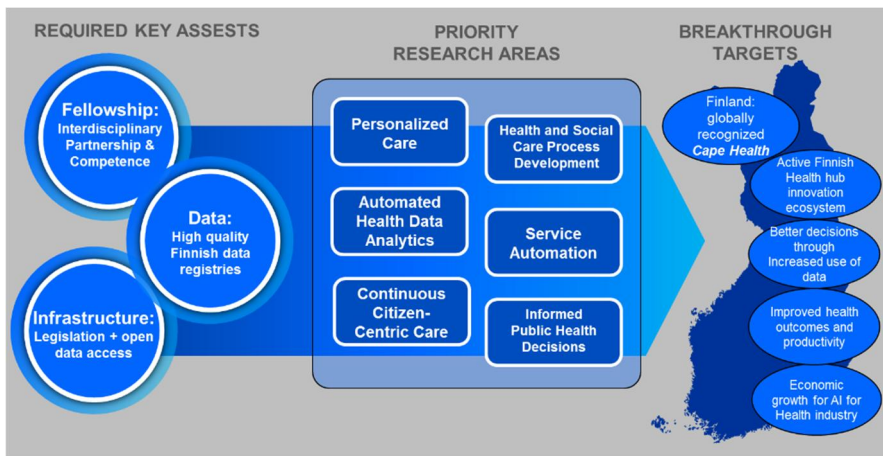 REQUIRED KEY ASSESTS
Fellowship:
Interdisciplinary
Partnership &
Competence
Data:
High quality
Finnish data
registries
Infrastructure:
Legislation + open
data access
PRIORITY
RESEARCH AREAS
Personalized
Care
Health and Social
Care Process
Development
Automated
Health Data
Analytics
Service
Automation
Continuous
Citizen-
Centric Care
Informed
Public Health
Decisions
BREAKTHROUGH
TARGETS
Finland:
globally
recognized
Cape Health
Active Finnish
Health hub
innovation
ecosystem
Better decisions
through
Increased use of
data
Improved health
outcomes and
productivity
Economic
growth for AI for
Health industry